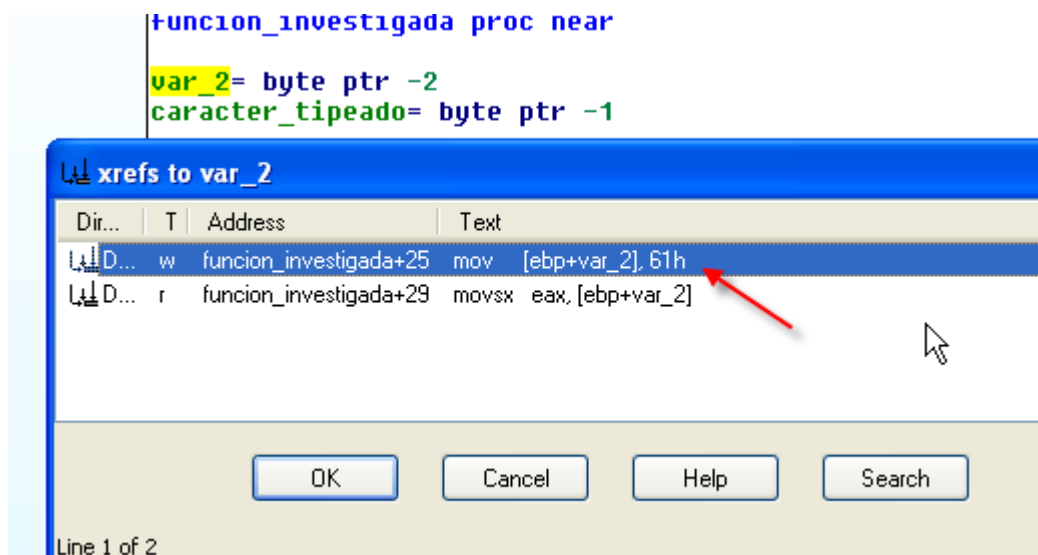 funcion_investigada proc near
var_2= byte ptr -2
caracter_tipeado= byte ptr -1
xrefs to var_2
Dir... T Address Text
D... w funcion_investigada+25 mov [ebp+var_2], 61h
D... r funcion_investigada+29 movsx eax, [ebp+var_2]
OK Cancel Help Search
Line 1 of 2